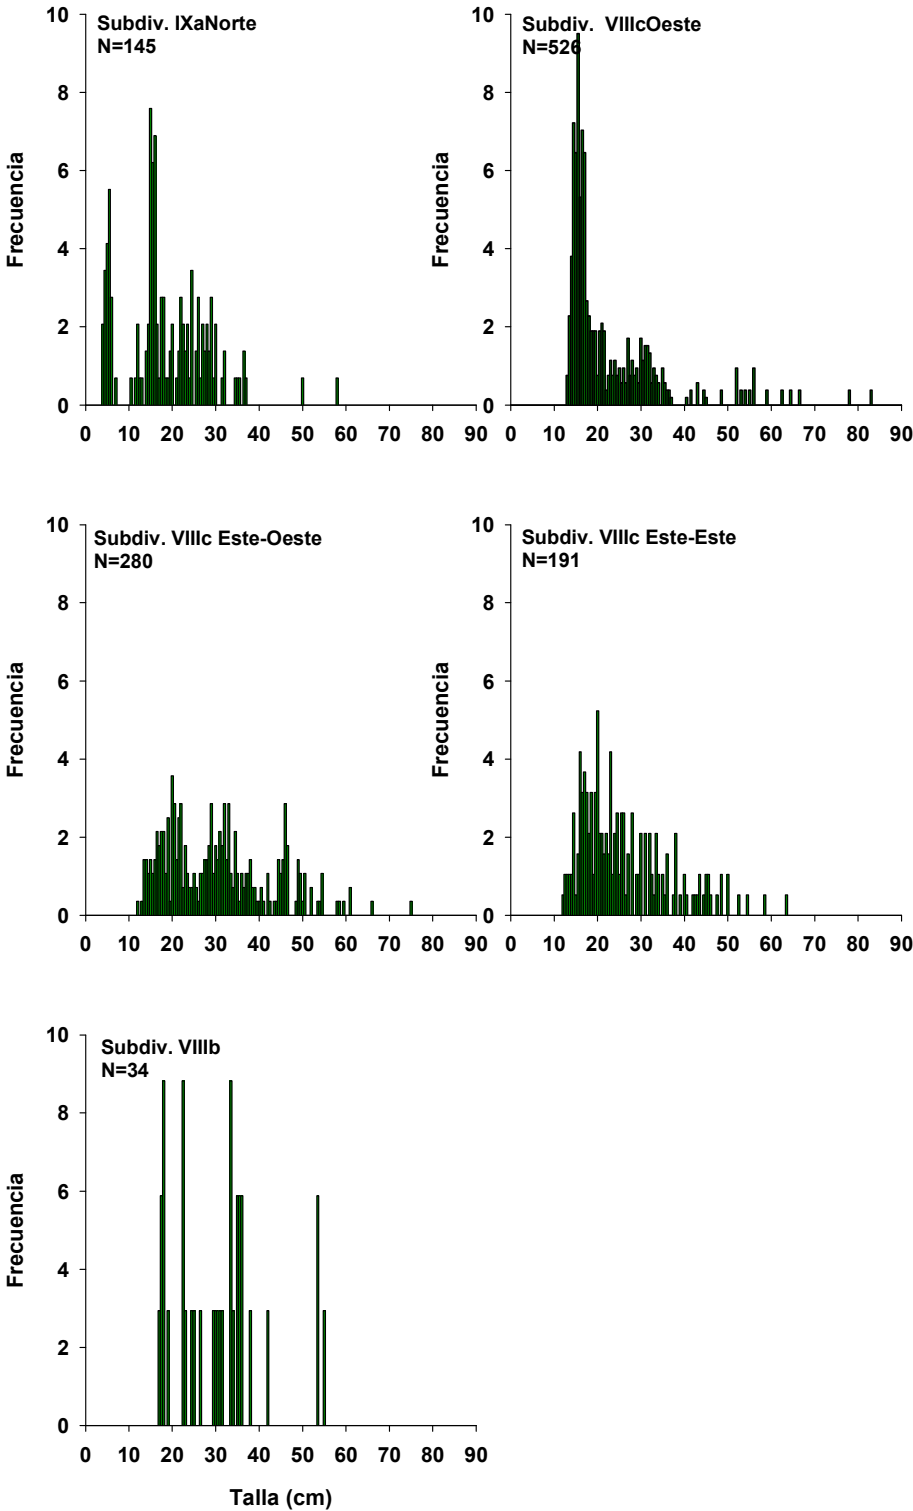 Subdiv. IXaNorte
N=145
Frecuencia
10
8
6
4
2
0
0 10 20 30 40 50 60 70 80 90
Subdiv. VIIIcOeste
N=526
Frecuencia
10
8
6
4
2
0
0 10 20 30 40 50 60 70 80 90
Subdiv. VIIIc Este-Oeste
N=280
Frecuencia
10
8
6
4
2
0
0 10 20 30 40 50 60 70 80 90
Subdiv. VIIIc Este-Este
N=191
Frecuencia
10
8
6
4
2
0
0 10 20 30 40 50 60 70 80 90
Subdiv. VIIIb
N=34
Frecuencia
10
8
6
4
2
0
0 10 20 30 40 50 60 70 80 90
Talla (cm)